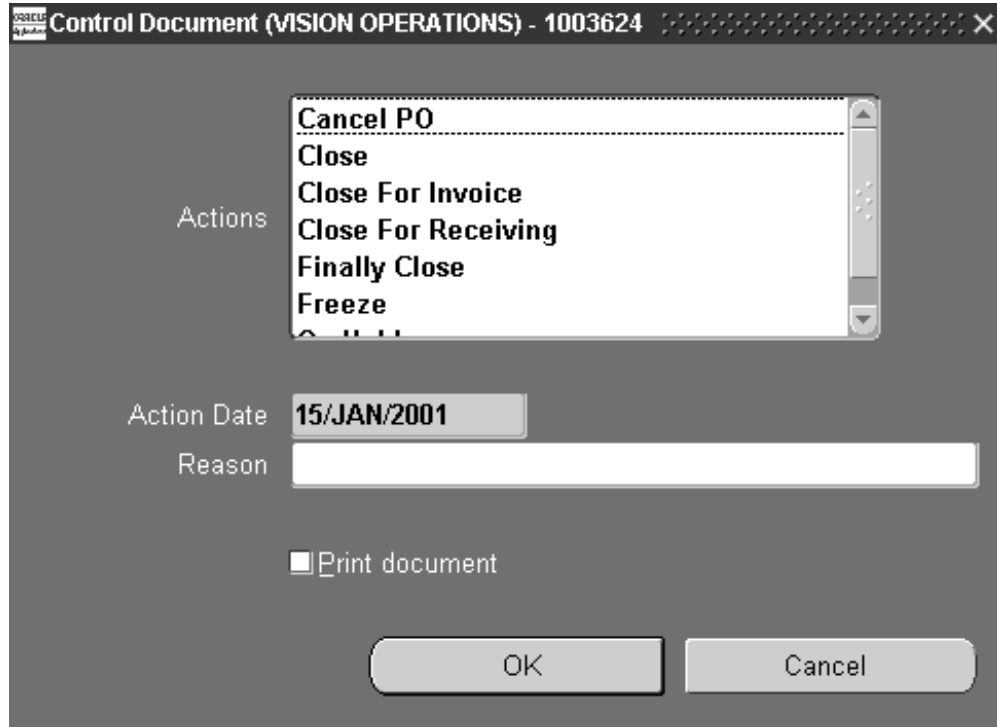 Control Document (VISION OPERATIONS) - 1003624
Actions
Cancel PO
Close
Close For Invoice
Close For Receiving
Finally Close
Freeze
Action Date 15/JAN/2001
Reason
Print document
OK Cancel